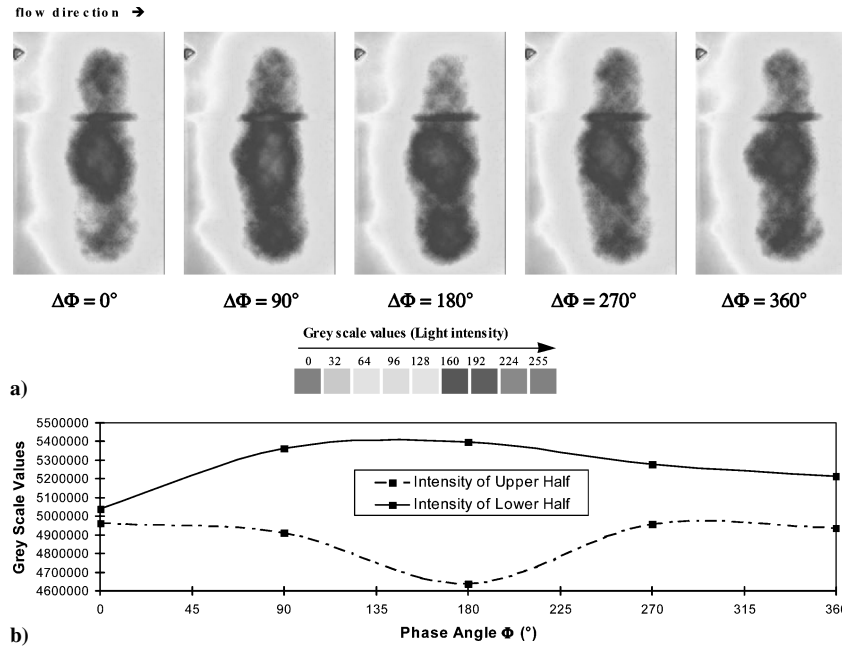 flow direction →
ΔΦ = 0° ΔΦ = 90° ΔΦ = 180° ΔΦ = 270° ΔΦ = 360°
Grey scale values (Light intensity)
0 32 64 96 128 160 192 224 255
a)
5500000
5400000
5300000
5200000
5100000
5000000
4900000
4800000
4700000
4600000
Grey Scale Values
Intensity of Upper Half
Intensity of Lower Half
0 45 90 135 180 225 270 315 360
Phase Angle Φ (°)
b)